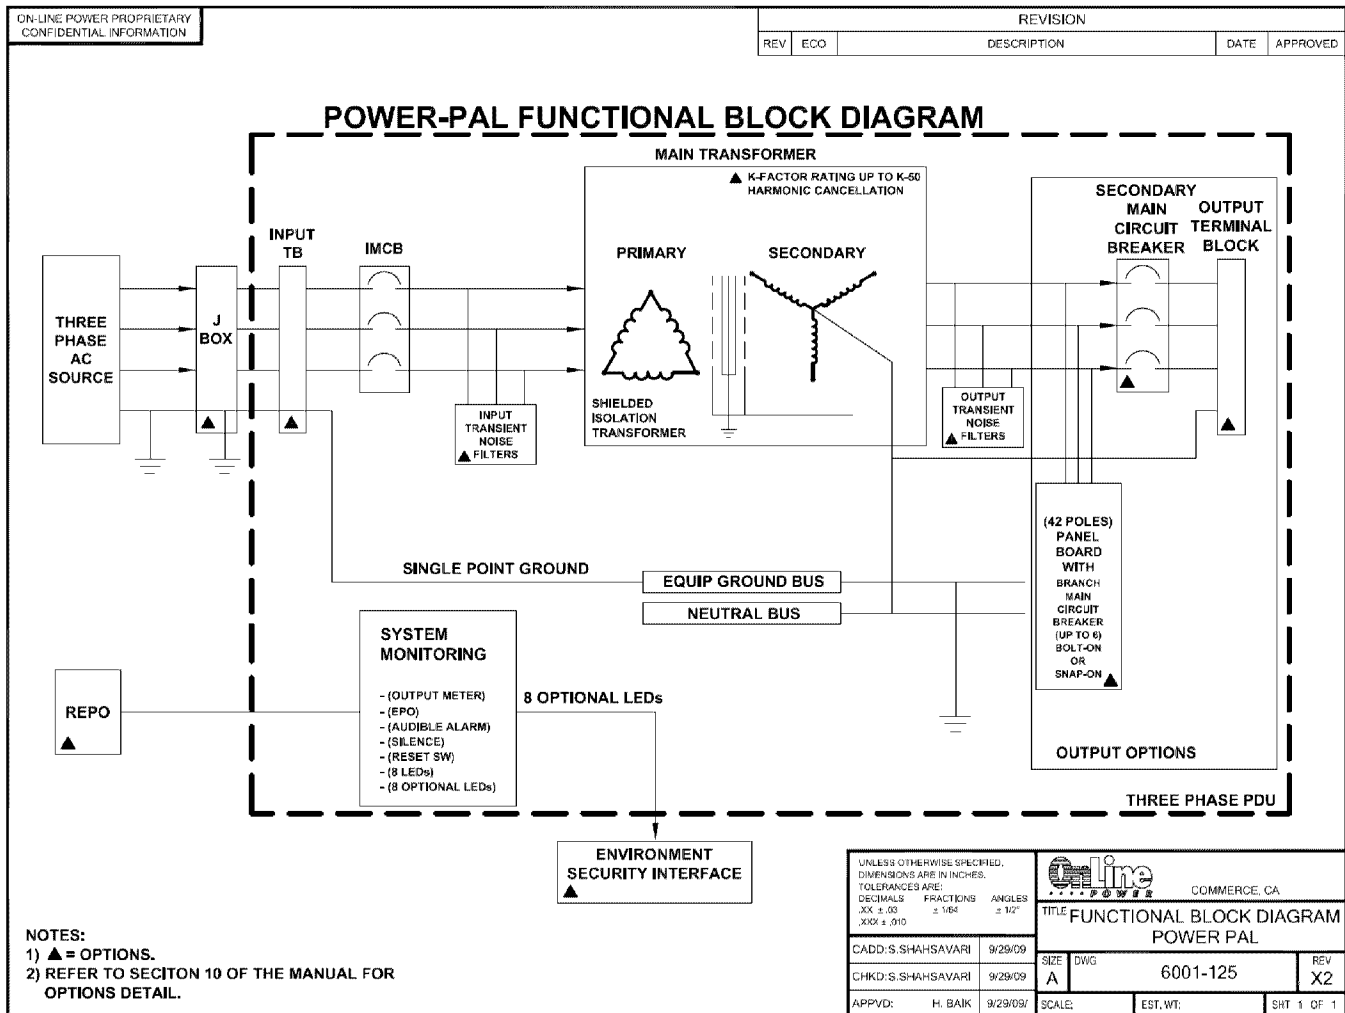 ON-LINE POWER PROPRIETARY
CONFIDENTIAL INFORMATION
REVISION
REV ECO DESCRIPTION DATE APPROVED
POWER-PAL FUNCTIONAL BLOCK DIAGRAM
MAIN TRANSFORMER
▲ K-FACTOR RATING UP TO K-50
HARMONIC CANCELLATION
PRIMARY
SECONDARY
SHIELDED
ISOLATION
TRANSFORMER
INPUT
TB
IMCB
J
BOX
THREE
PHASE
AC
SOURCE
INPUT
TRANSIENT
NOISE
▲ FILTERS
OUTPUT
TRANSIENT
NOISE
▲ FILTERS
SECONDARY
MAIN
CIRCUIT
BREAKER
OUTPUT
TERMINAL
BLOCK
(42 POLES)
PANEL
BOARD
WITH
BRANCH
MAIN
CIRCUIT
BREAKER
(UP TO 6)
BOLT-ON
OR
SNAP-ON ▲
OUTPUT OPTIONS
THREE PHASE PDU
SINGLE POINT GROUND
EQUIP GROUND BUS
NEUTRAL BUS
SYSTEM
MONITORING
- (OUTPUT METER)
- (EPO)
- (AUDIBLE ALARM)
- (SILENCE)
- (RESET SW)
- (8 LEDs)
- (8 OPTIONAL LEDs)
8 OPTIONAL LEDs
REPO
▲
ENVIRONMENT
SECURITY INTERFACE
▲
NOTES:
1) ▲ = OPTIONS.
2) REFER TO SECITON 10 OF THE MANUAL FOR
OPTIONS DETAIL.
UNLESS OTHERWISE SPECIFIED,
DIMENSIONS ARE IN INCHES.
TOLERANCES ARE:
DECIMALS FRACTIONS ANGLES
.XX ± .03 ± 1/64 ± 1/2°
.XXX ± .010
CADD: S.SHAHSAVARI 9/29/09
CHKD: S.SHAHSAVARI 9/29/09
APPVD: H. BAIK 9/29/09/
OnLine
POWER
COMMERCE, CA
TITLE FUNCTIONAL BLOCK DIAGRAM
POWER PAL
SIZE A DWG 6001-125 REV X2
SCALE: EST. WT: SHT 1 OF 1